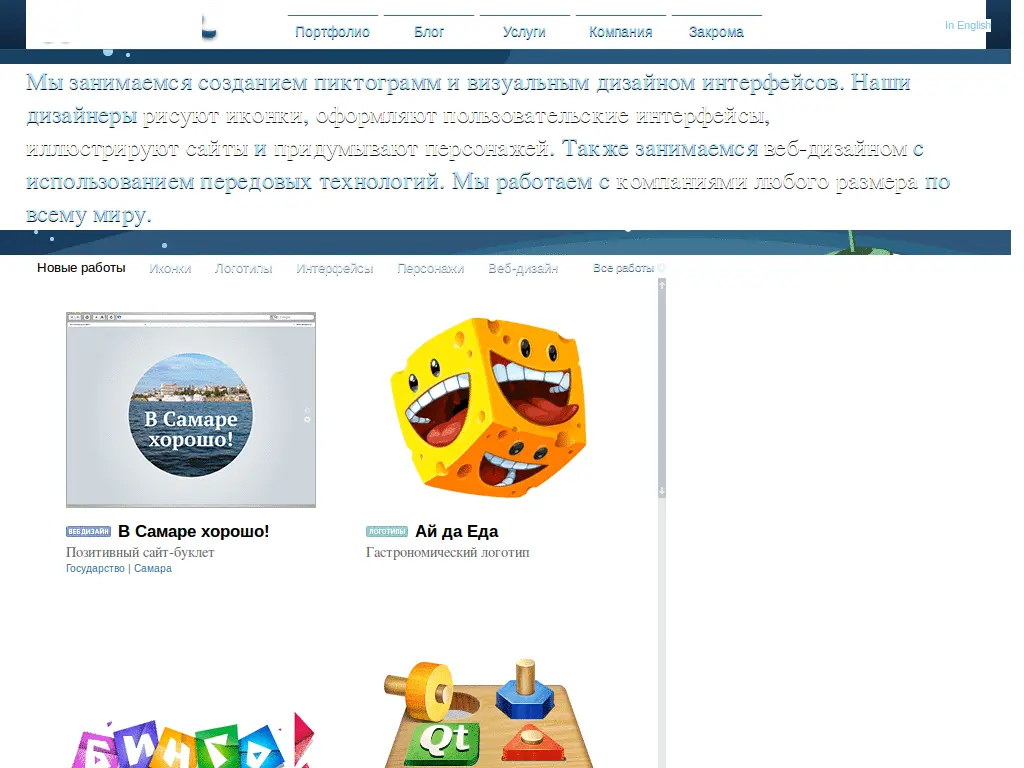 Портфолио Блог Услуги Компания Закрома In English
Мы занимаемся созданием пиктограмм и визуальным дизайном интерфейсов. Наши
дизайнеры рисуют иконки, оформляют пользовательские интерфейсы,
иллюстрируют сайты и придумывают персонажей. Также занимаемся веб-дизайном с
использованием передовых технологий. Мы работаем с компаниями любого размера по
всему миру.
Новые работы Иконки Логотипы Интерфейсы Персонажи Веб-дизайн Все работы
В Самаре
хорошо!
ВЕБДИЗАЙН В Самаре хорошо!
Позитивный сайт-буклет
Государство | Самара
ЛОГОТИПЫ Ай да Еда
Гастрономический логотип
БИНГО
Qt